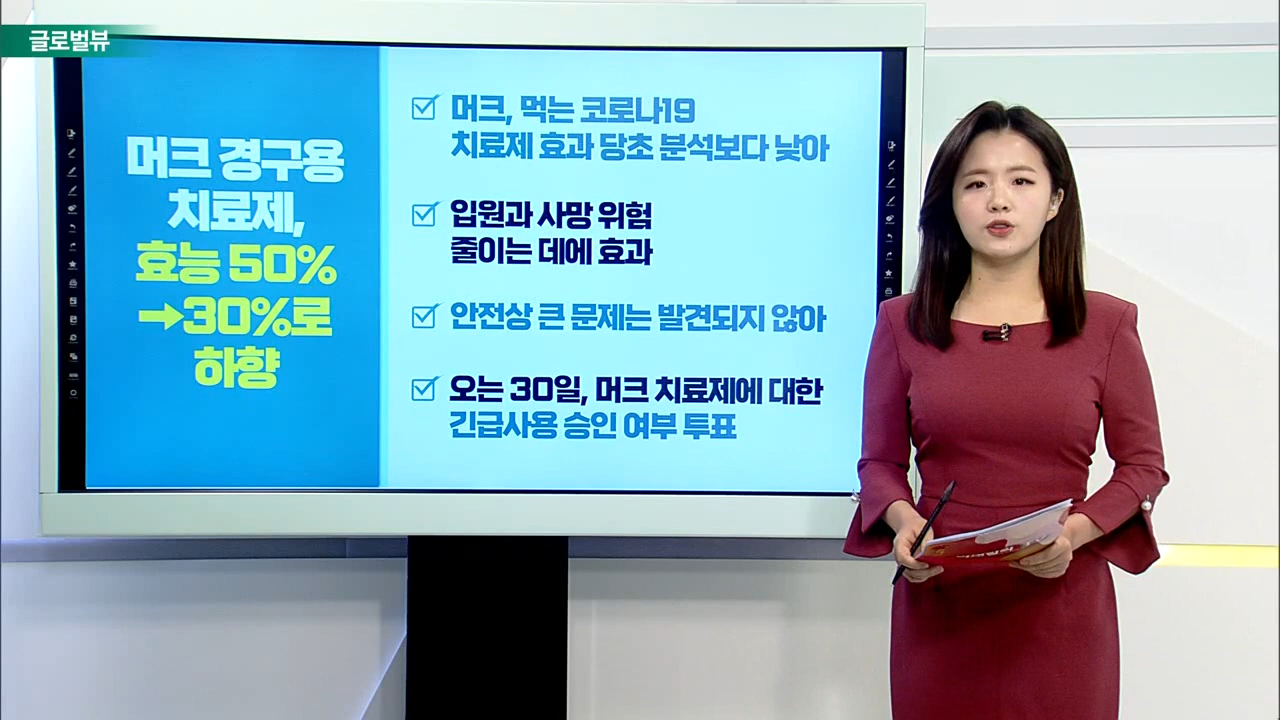 글로벌뷰
머크 경구용
치료제,
효능 50%
→30%로
하향
머크, 먹는 코로나19
치료제 효과 당초 분석보다 낮아
입원과 사망 위험
줄이는 데에 효과
안전상 큰 문제는 발견되지 않아
오는 30일, 머크 치료제에 대한
긴급사용 승인 여부 투표